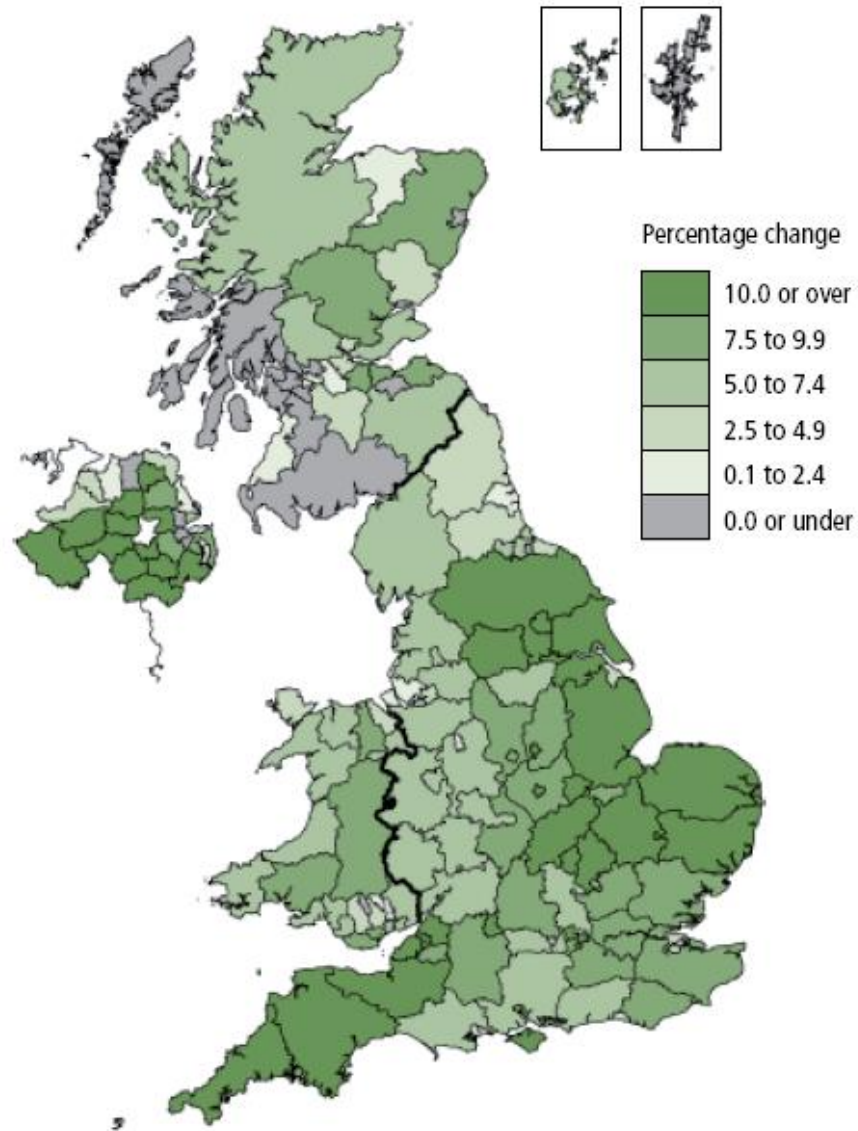 Percentage change
10.0 or over
7.5 to 9.9
5.0 to 7.4
2.5 to 4.9
0.1 to 2.4
0.0 or under